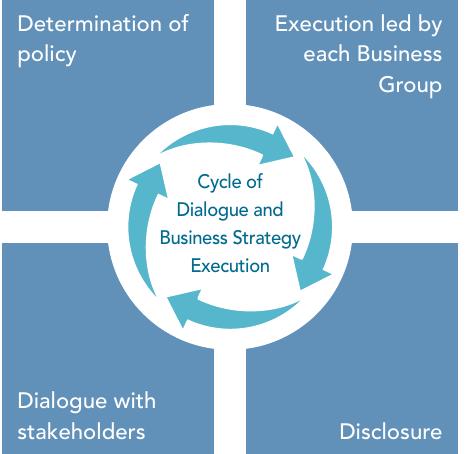 Determination of
policy
Execution led by
each Business
Group
Cycle of
Dialogue and
Business Strategy
Execution
Dialogue with
stakeholders
Disclosure